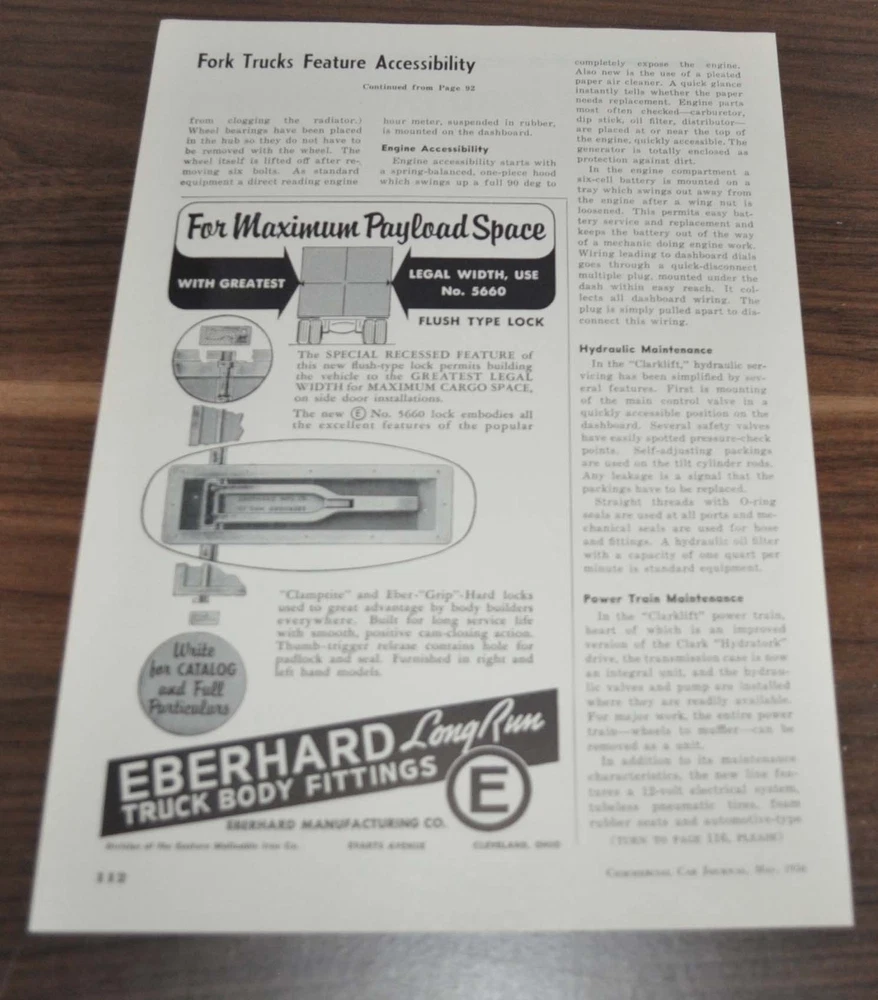 Fork Trucks Feature Accessibility
Continued from Page 92
from clogging the radiator.)
Wheel bearings have been placed
in the hub so they do not have to
be removed with the wheel. The
wheel itself is lifted off after re-
moving six bolts. As standard
equipment a direct reading engine
hour meter, suspended in rubber,
is mounted on the dashboard.
Engine Accessibility
Engine accessibility starts with
a spring-balanced, one-piece hood
which swings up a full 90 deg to
completely expose the engine.
Also new is the use of a pleated
paper air cleaner. A quick glance
instantly tells whether the paper
needs replacement. Engine parts
most often checked—carburetor,
dip stick, oil filter, distributor—
are placed at or near the top of
the engine, quickly accessible. The
generator is totally enclosed as
protection against dirt.
In the engine compartment a
six-cell battery is mounted on a
tray which swings out away from
the engine after a wing nut is
loosened. This permits easy bat-
tery service and replacement and
keeps the battery out of the way
of a mechanic doing engine work.
Wiring leading to dashboard dials
goes through a quick-disconnect
multiple plug, mounted under the
dash within easy reach. It col-
lects all dashboard wiring. The
plug is simply pulled apart to dis-
connect this wiring.
Hydraulic Maintenance
In the "Clarklift," hydraulic ser-
vicing has been simplified by sev-
eral features. First is mounting
of the main control valve in a
quickly accessible position on the
dashboard. Several safety valves
have easily spotted pressure-check
points. Self-adjusting packings
are used on the tilt cylinder rods.
Any leakage is a signal that the
packings have to be replaced.
Straight threads with O-ring
seals are used at all ports and me-
chanical seals are used for hose
and fittings. A hydraulic oil filter
with a capacity of one quart per
minute is standard equipment.
Power Train Maintenance
In the "Clarklift" power train,
heart of which is an improved
version of the Clark "Hydratork"
drive, the transmission case is now
an integral unit, and the hydrau-
lic valves and pump are installed
where they are readily available.
For major work, the entire power
train—wheels to muffler—can be
removed as a unit.
In addition to its maintenance
characteristics, the new line fea-
tures a 12-volt electrical system,
tubeless pneumatic tires, foam
rubber seats and automotive-type
(TURN TO PAGE 116, PLEASE)
For Maximum Payload Space
WITH GREATEST
LEGAL WIDTH, USE
No. 5660
FLUSH TYPE LOCK
The SPECIAL RECESSED FEATURE of
this new flush-type lock permits building
the vehicle to the GREATEST LEGAL
WIDTH for MAXIMUM CARGO SPACE,
on side door installations.
The new Ⓔ No. 5660 lock embodies all
the excellent features of the popular
"Clamptite" and Eber-"Grip"-Hard locks
used to great advantage by body builders
everywhere. Built for long service life
with smooth, positive cam-closing action.
Thumb-trigger release contains hole for
padlock and seal. Furnished in right and
left hand models.
Write
for CATALOG
and Full
Particulars
EBERHARD Long Run
TRUCK BODY FITTINGS
E
EBERHARD MANUFACTURING CO.
Division of the Eastern Malleable Iron Co. CLEVELAND, OHIO
112
COMMERCIAL CAR JOURNAL, May, 1956